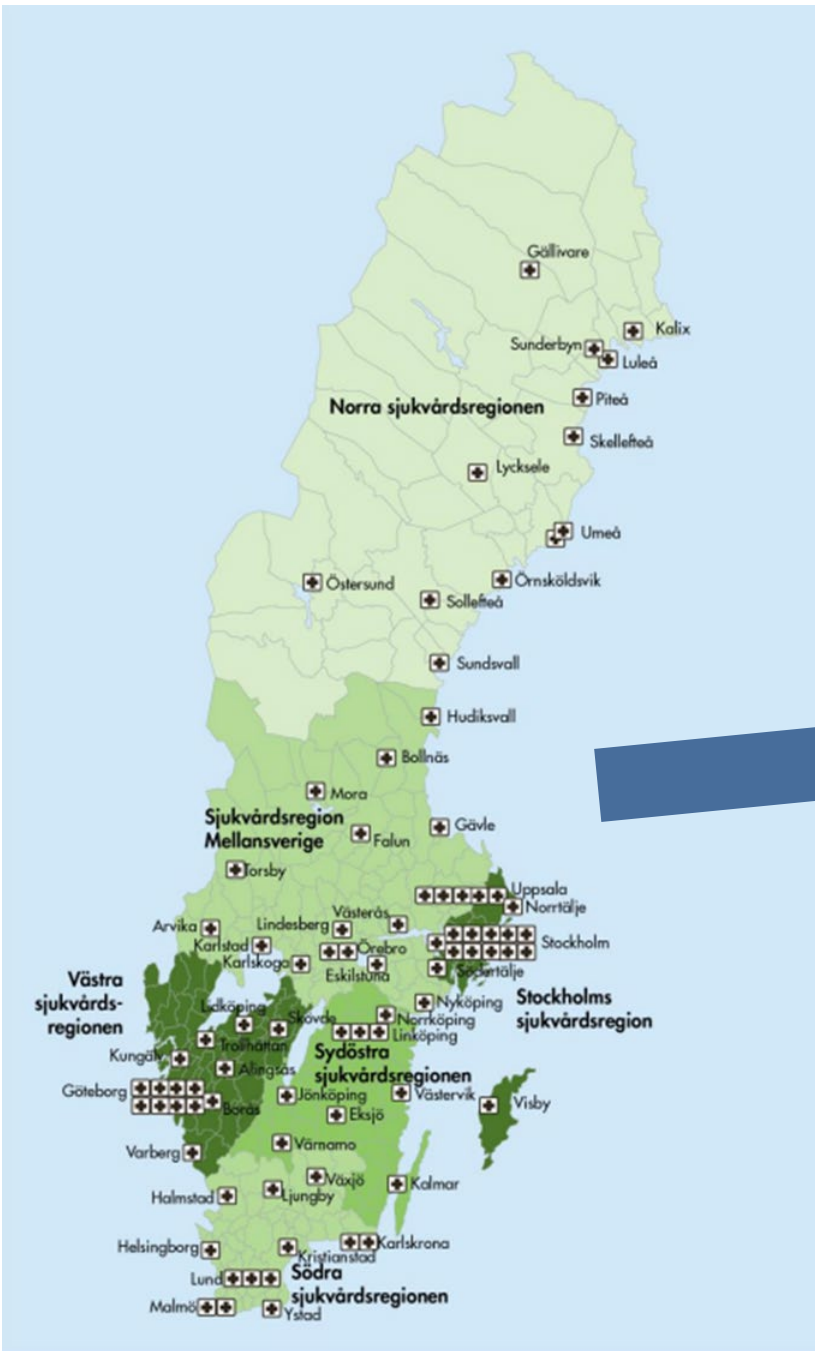 Gällivare
Kalix
Sunderbyn
Luleå
Norra sjukvårdsregionen
Piteå
Skellefteå
Lycksele
Umeå
Östersund
Örnsköldsvik
Sollefteå
Sundsvall
Hudiksvall
Bollnäs
Mora
Sjukvårdsregion
Mellansverige
Gävle
Falun
Torsby
Uppsala
Norrtälje
Västerås
Lindesberg
Arvika
Karlstad
Örebro
Stockholm
Karlskoga
Eskilstuna
Södertälje
Västra
sjukvårds-
regionen
Stockholms
sjukvårdsregion
Nyköping
Lidköping
Skövde
Norrköping
Linköping
Trollhättan
Kungälv
Sydöstra
sjukvårdsregionen
Alingsås
Göteborg
Borås
Jönköping
Västervik
Visby
Eksjö
Värnamo
Varberg
Växjö
Kalmar
Halmstad
Ljungby
Helsingborg
Karlskrona
Kristianstad
Lund
Södra
sjukvårdsregionen
Malmö
Ystad